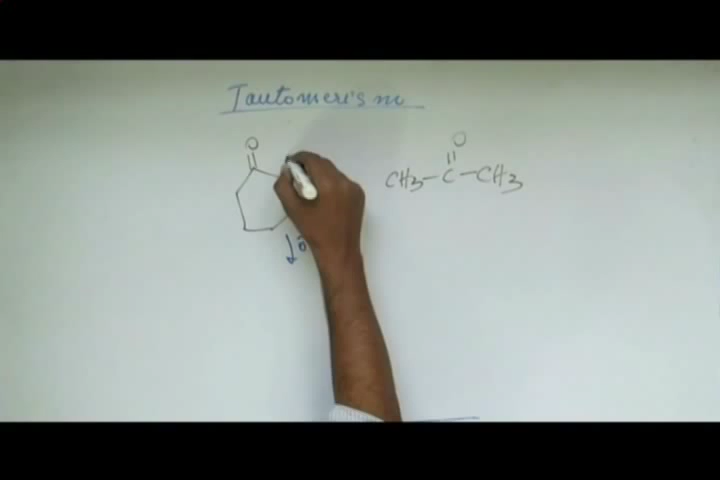 Tautomerism
O
O
||
CH3-C-CH3
↓ō